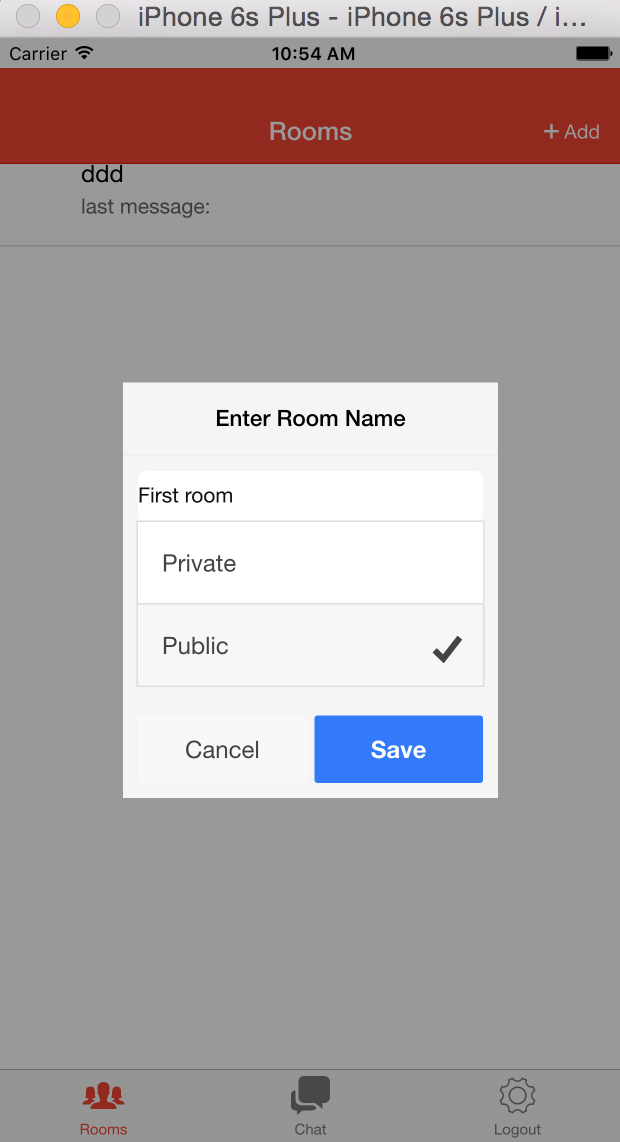 iPhone 6s Plus - iPhone 6s Plus / i...
Carrier 10:54 AM
Rooms + Add
ddd
last message:
Enter Room Name
First room
Private
Public
Cancel Save
Rooms Chat Logout